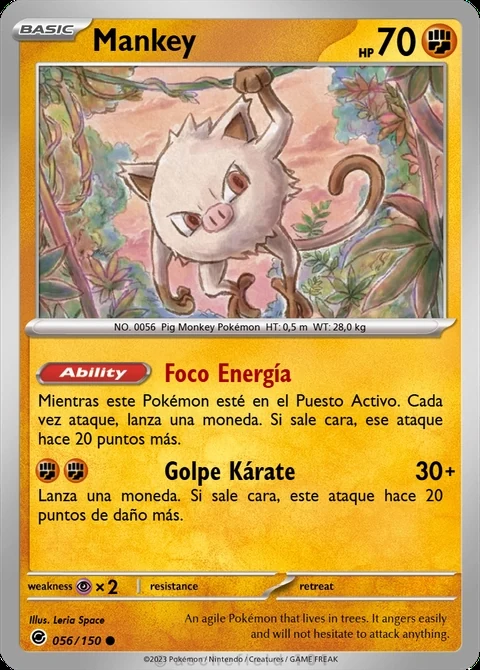 BASIC
Mankey
HP 70
NO. 0056 Pig Monkey Pokémon HT: 0,5 m WT: 28,0 kg
Ability Foco Energía
Mientras este Pokémon esté en el Puesto Activo. Cada
vez ataque, lanza una moneda. Si sale cara, ese ataque
hace 20 puntos más.
Golpe Kárate 30+
Lanza una moneda. Si sale cara, este ataque hace 20
puntos de daño más.
weakness ×2 resistance retreat
Illus. Leria Space
056/150
An agile Pokémon that lives in trees. It angers easily
and will not hesitate to attack anything.
©2023 Pokémon / Nintendo / Creatures / GAME FREAK